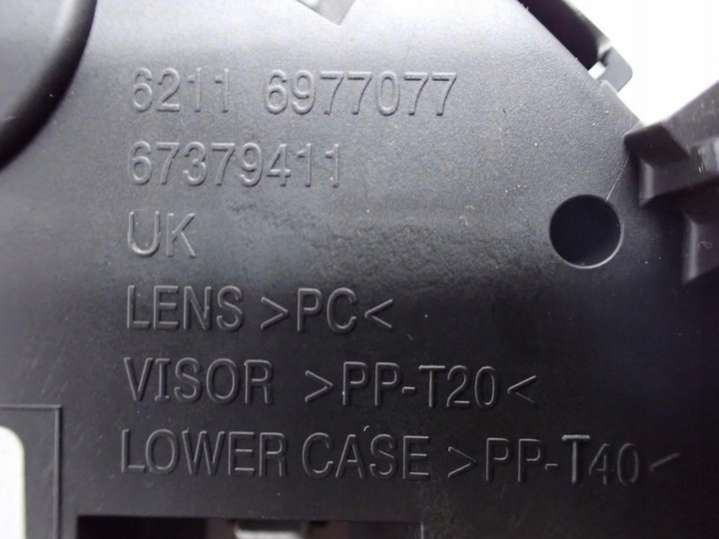 6211 6977077
67379411
UK
LENS >PC<
VISOR >PP-T20<
LOWER CASE >PP-T40<